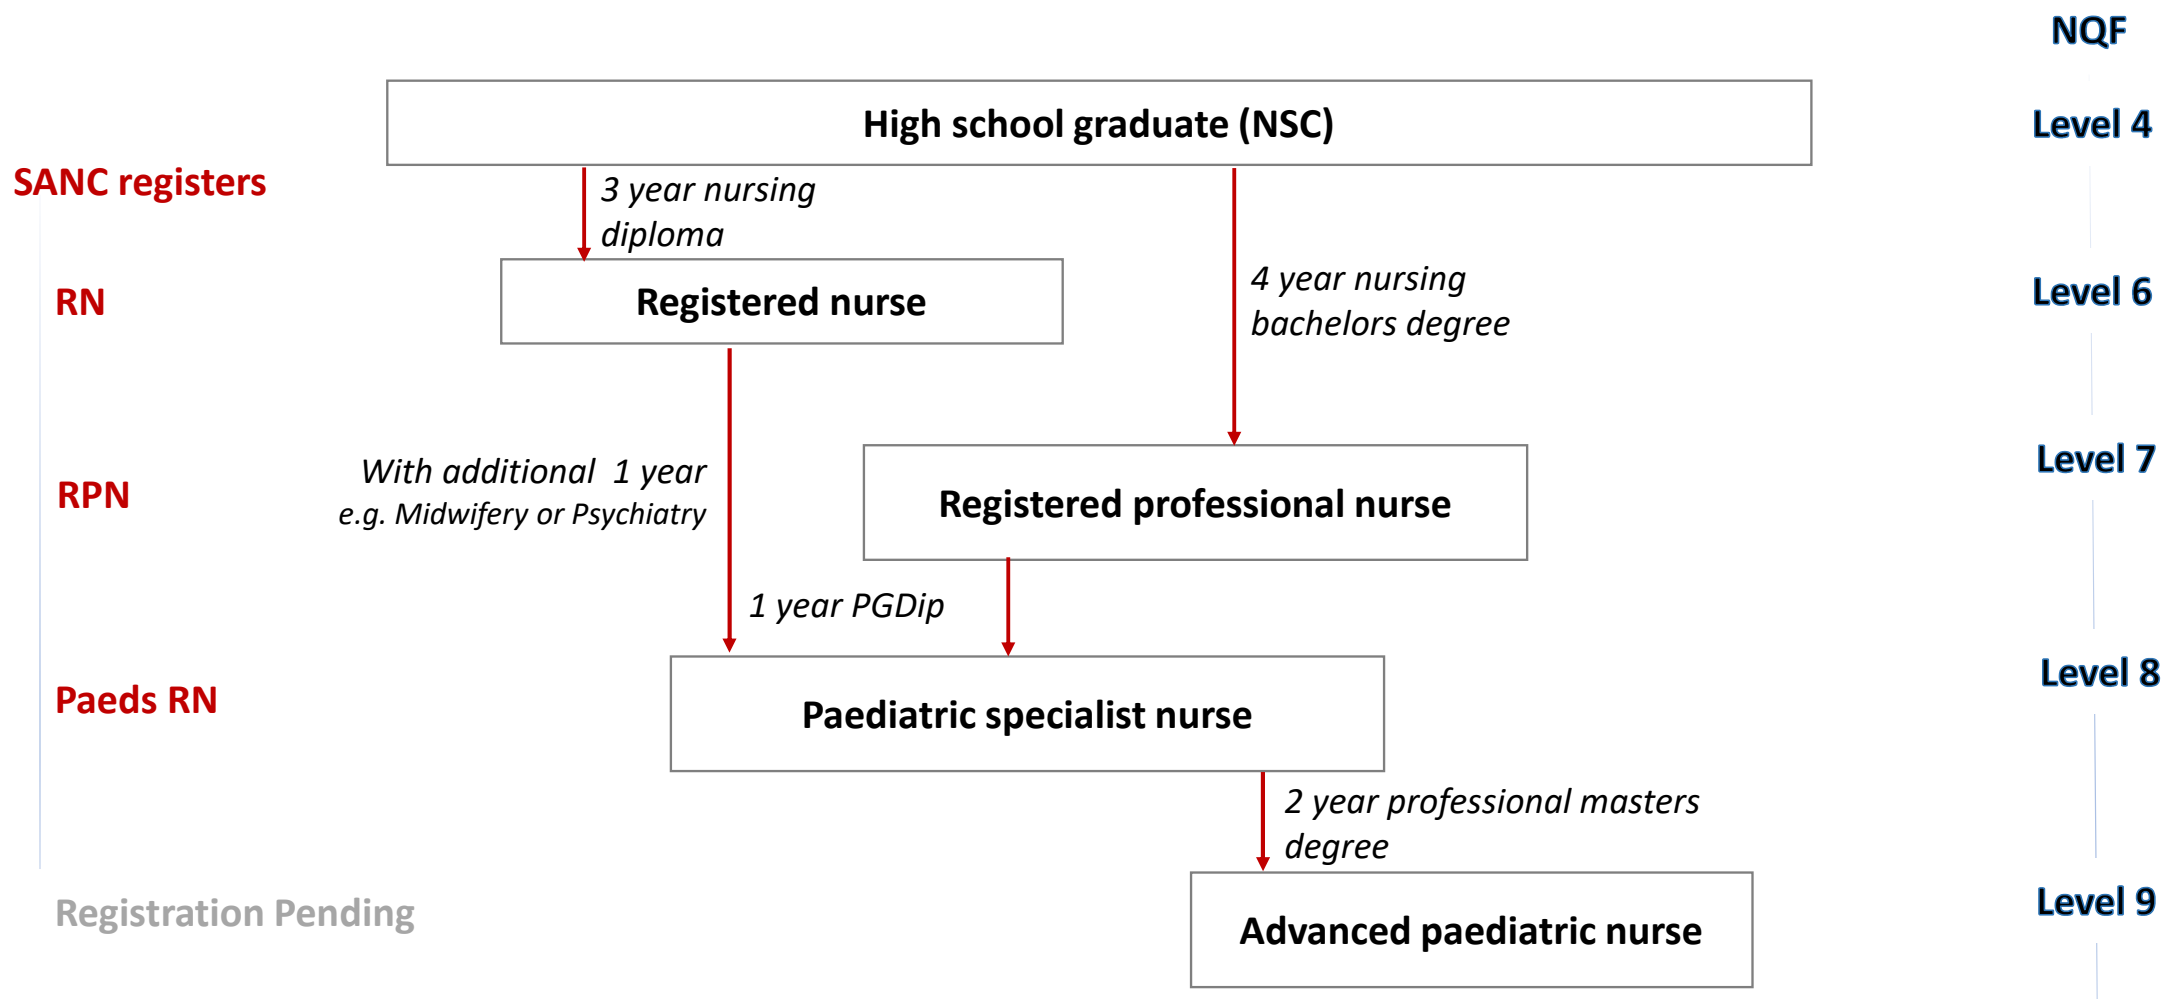 NQF
High school graduate (NSC)
Level 4
SANC registers
3 year nursing
diploma
RN
Registered nurse
4 year nursing
bachelors degree
Level 6
With additional  1 year
e.g. Midwifery or Psychiatry
RPN
Registered professional nurse
Level 7
1 year PGDip
Paeds RN
Paediatric specialist nurse
Level 8
2 year professional masters
degree
Registration Pending
Advanced paediatric nurse
Level 9